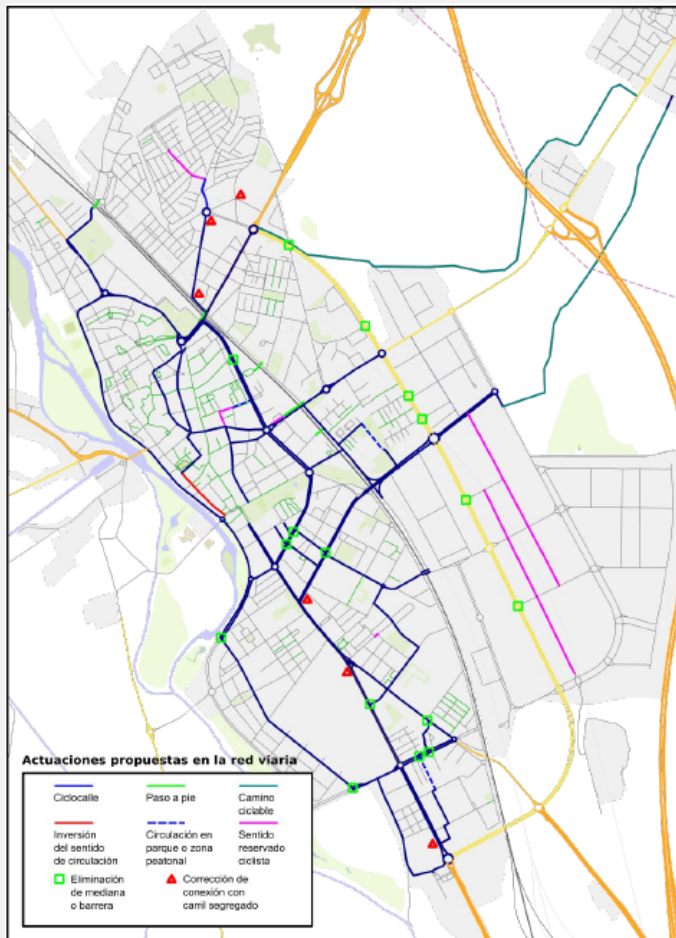 Actuaciones propuestas en la red viaria
Ciclocalle
Paso a pie
Camino
ciclable
Inversión
del sentido
de circulación
Circulación en
parque o zona
peatonal
Sentido
reservado
ciclista
Eliminación
de mediana
o barrera
Corrección de
conexión con
carril segregado